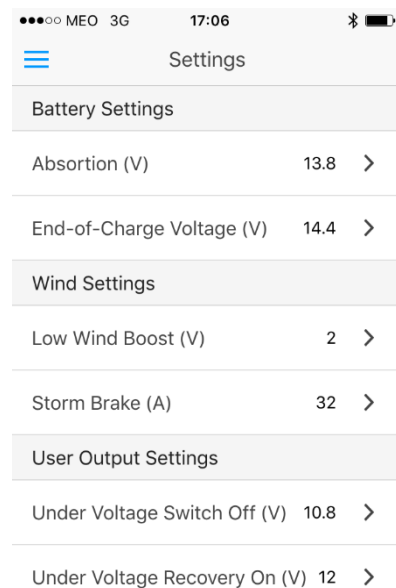 MEO 3G 17:06
Settings
Battery Settings
Absortion (V) 13.8
End-of-Charge Voltage (V) 14.4
Wind Settings
Low Wind Boost (V) 2
Storm Brake (A) 32
User Output Settings
Under Voltage Switch Off (V) 10.8
Under Voltage Recovery On (V) 12